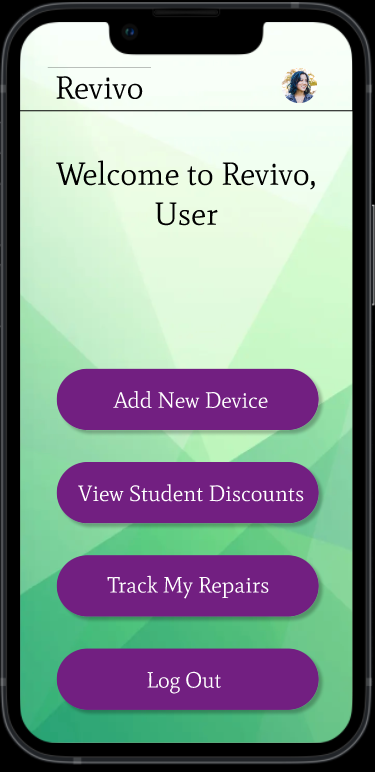 Revivo
Welcome to Revivo,
User
Add New Device
View Student Discounts
Track My Repairs
Log Out